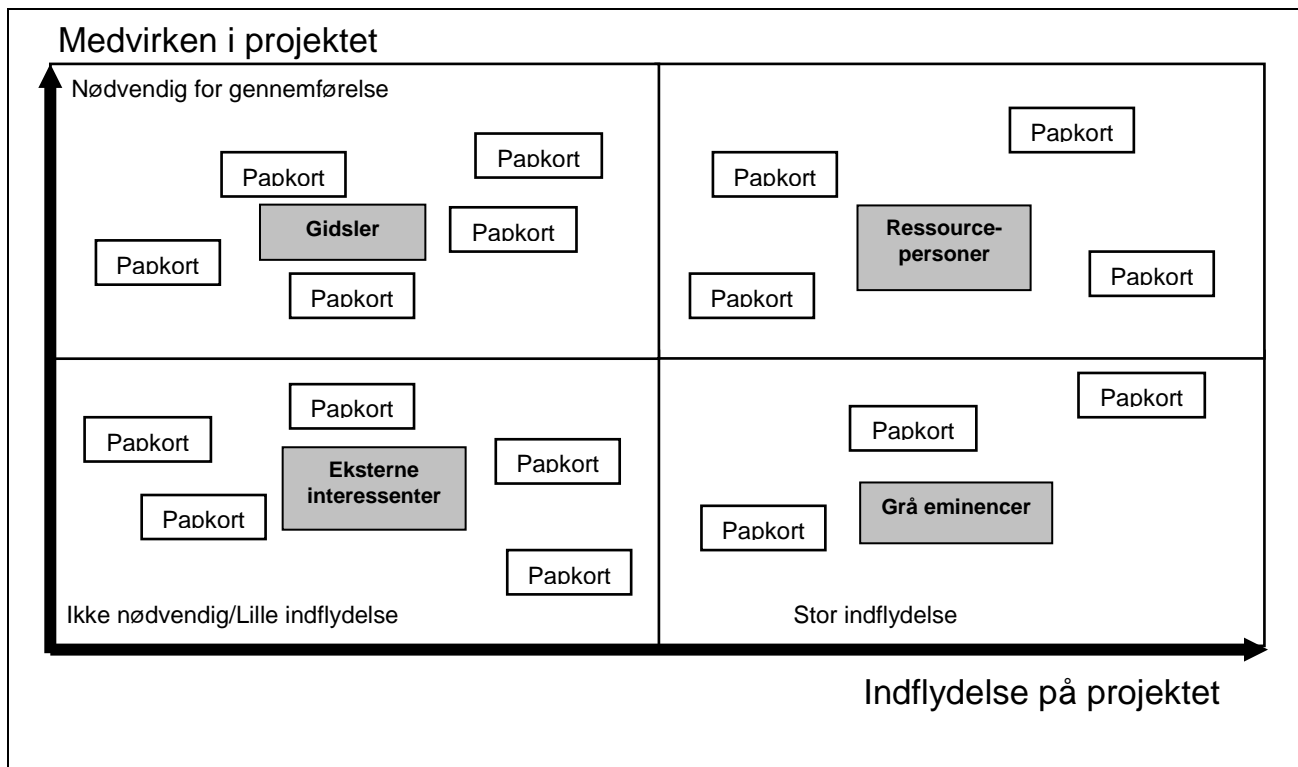 Medvirken i projektet
Nødvendig for gennemførelse
Papkort
Papkort
Papkort
Papkort
Papkort
Gidsler
Papkort
Papkort
Papkort
Papkort
Ressource-
personer
Papkort
Papkort
Papkort
Papkort
Papkort
Eksterne
interessenter
Papkort
Papkort
Papkort
Grå eminencer
Papkort
Ikke nødvendig/Lille indflydelse
Stor indflydelse
Indflydelse på projektet